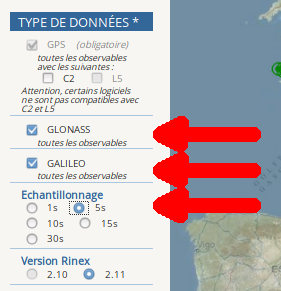 TYPE DE DONNÉES *
GPS (obligatoire)
toutes les observables
avec les suivantes :
C2 L5
Attention, certains logiciels
ne sont pas compatibles avec
C2 et L5
GLONASS
toutes les observables
GALILEO
toutes les observables
Echantillonnage
1s 5s
10s 15s
30s
Version Rinex
2.10 2.11
Vigo